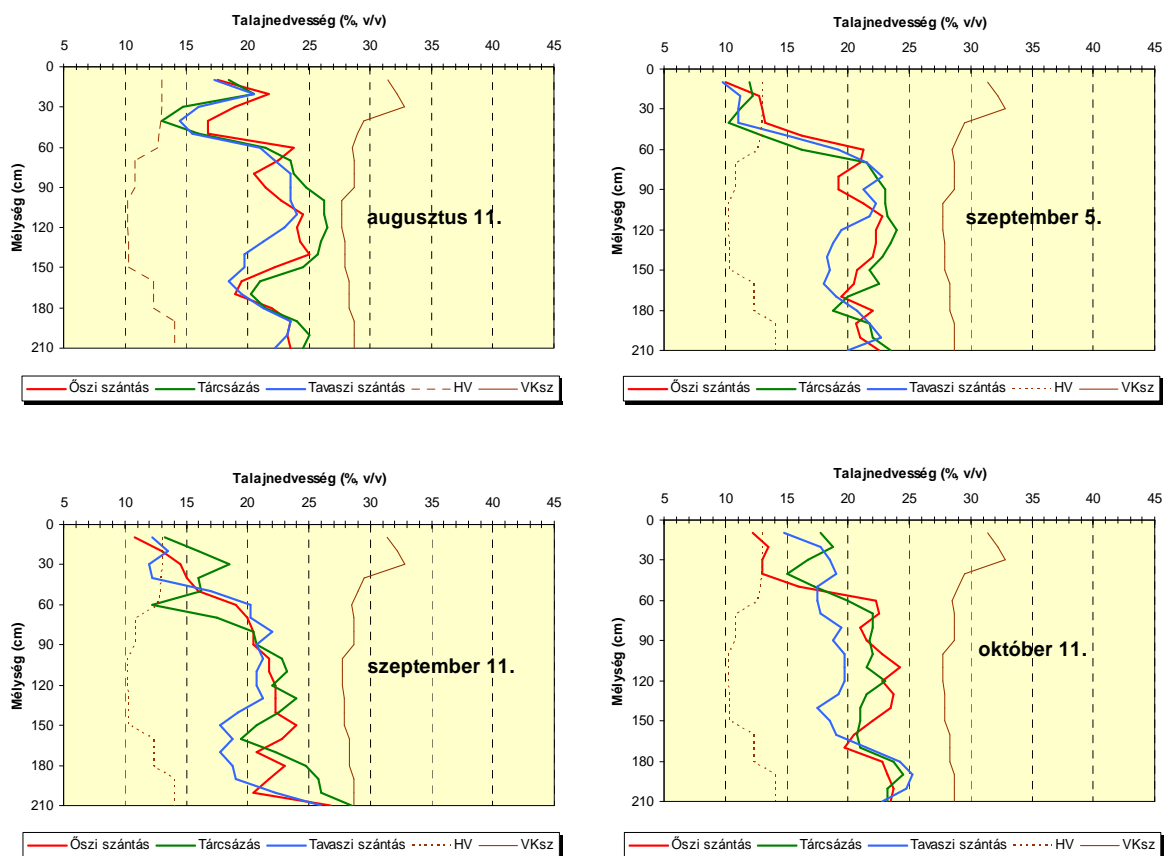 Talajnedvesség (%, v/v)
5 10 15 20 25 30 35 40 45
Mélység (cm)
0
30
60
90
120
150
180
210
augusztus 11.
Őszi szántás Tárcsázás Tavaszi szántás HV VKsz
Talajnedvesség (%, v/v)
5 10 15 20 25 30 35 40 45
Mélység (cm)
0
30
60
90
120
150
180
210
szeptember 5.
Őszi szántás Tárcsázás Tavaszi szántás HV VKsz
Talajnedvesség (%, v/v)
5 10 15 20 25 30 35 40 45
Mélység (cm)
0
30
60
90
120
150
180
210
szeptember 11.
Őszi szántás Tárcsázás Tavaszi szántás HV VKsz
Talajnedvesség (%, v/v)
5 10 15 20 25 30 35 40 45
Mélység (cm)
0
30
60
90
120
150
180
210
október 11.
Őszi szántás Tárcsázás Tavaszi szántás HV VKsz